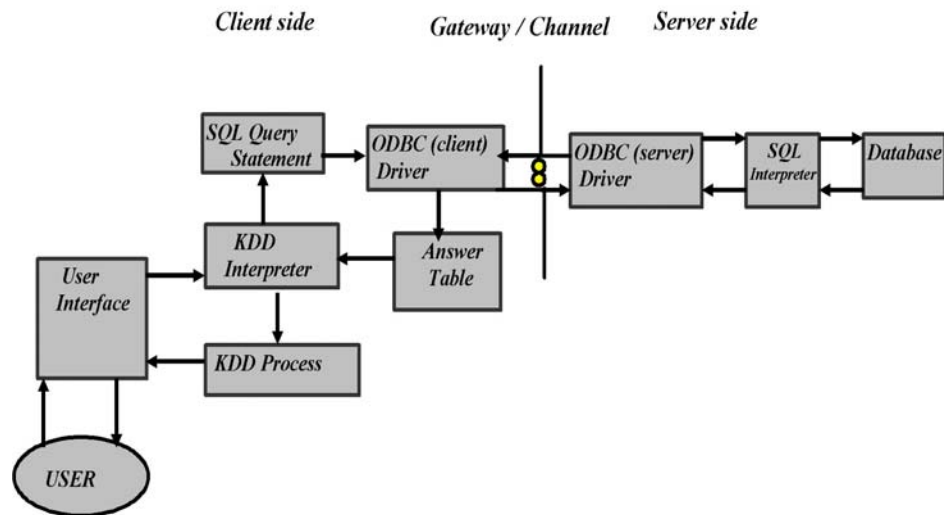 Client side
Gateway / Channel
Server side
SQL Query
Statement
ODBC (client)
Driver
ODBC (server)
Driver
SQL
Interpreter
Database
KDD
Interpreter
Answer
Table
User
Interface
KDD Process
USER